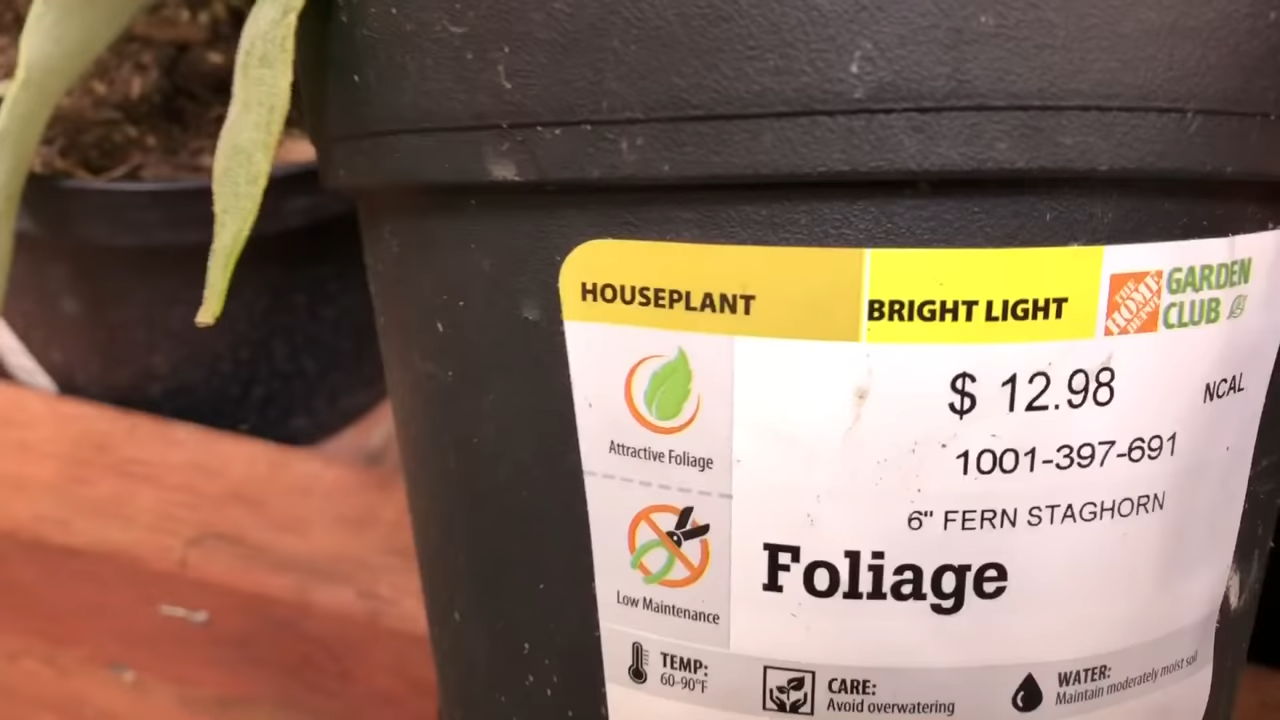 HOUSEPLANT
BRIGHT LIGHT
THE HOME DEPOT
GARDEN CLUB
$ 12.98
NCAL
1001-397-691
6" FERN STAGHORN
Foliage
Attractive Foliage
Low Maintenance
TEMP:
60-90°F
CARE:
Avoid overwatering
WATER:
Maintain moderately moist soil